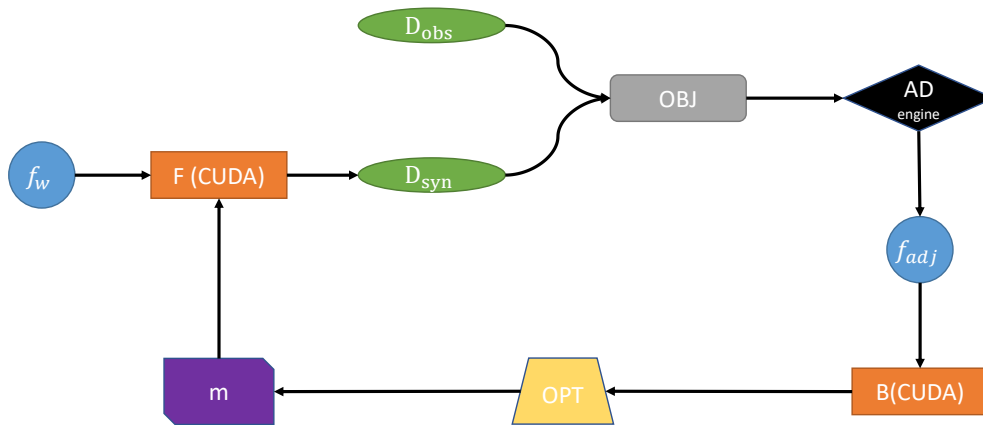 D_obs
OBJ
AD
engine
f_w
F (CUDA)
D_syn
f_adj
m
OPT
B(CUDA)